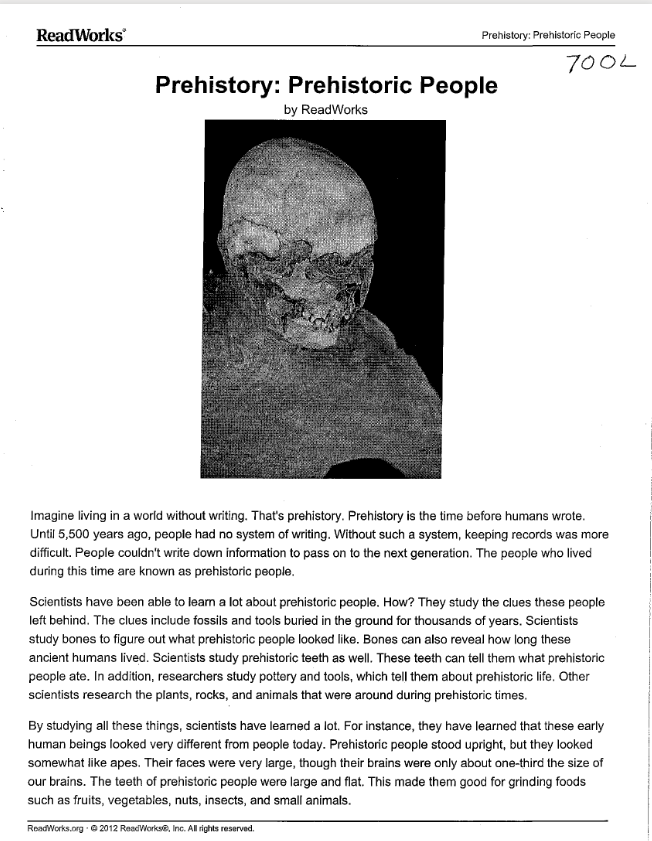 ReadWorks®
Prehistory: Prehistoric People
700L
Prehistory: Prehistoric People
by ReadWorks
Imagine living in a world without writing. That's prehistory. Prehistory is the time before humans wrote.
Until 5,500 years ago, people had no system of writing. Without such a system, keeping records was more
difficult. People couldn't write down information to pass on to the next generation. The people who lived
during this time are known as prehistoric people.
Scientists have been able to learn a lot about prehistoric people. How? They study the clues these people
left behind. The clues include fossils and tools buried in the ground for thousands of years. Scientists
study bones to figure out what prehistoric people looked like. Bones can also reveal how long these
ancient humans lived. Scientists study prehistoric teeth as well. These teeth can tell them what prehistoric
people ate. In addition, researchers study pottery and tools, which tell them about prehistoric life. Other
scientists research the plants, rocks, and animals that were around during prehistoric times.
By studying all these things, scientists have learned a lot. For instance, they have learned that these early
human beings looked very different from people today. Prehistoric people stood upright, but they looked
somewhat like apes. Their faces were very large, though their brains were only about one-third the size of
our brains. The teeth of prehistoric people were large and flat. This made them good for grinding foods
such as fruits, vegetables, nuts, insects, and small animals.
ReadWorks.org · © 2012 ReadWorks®, Inc. All rights reserved.